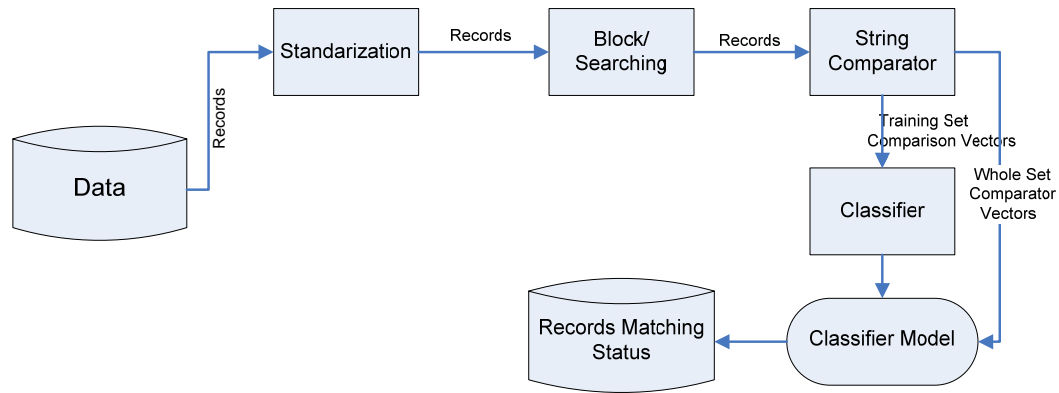 Data
Records
Standarization
Records
Block/
Searching
Records
String
Comparator
Training Set
Comparison Vectors
Whole Set
Comparator
Vectors
Classifier
Classifier Model
Records Matching
Status